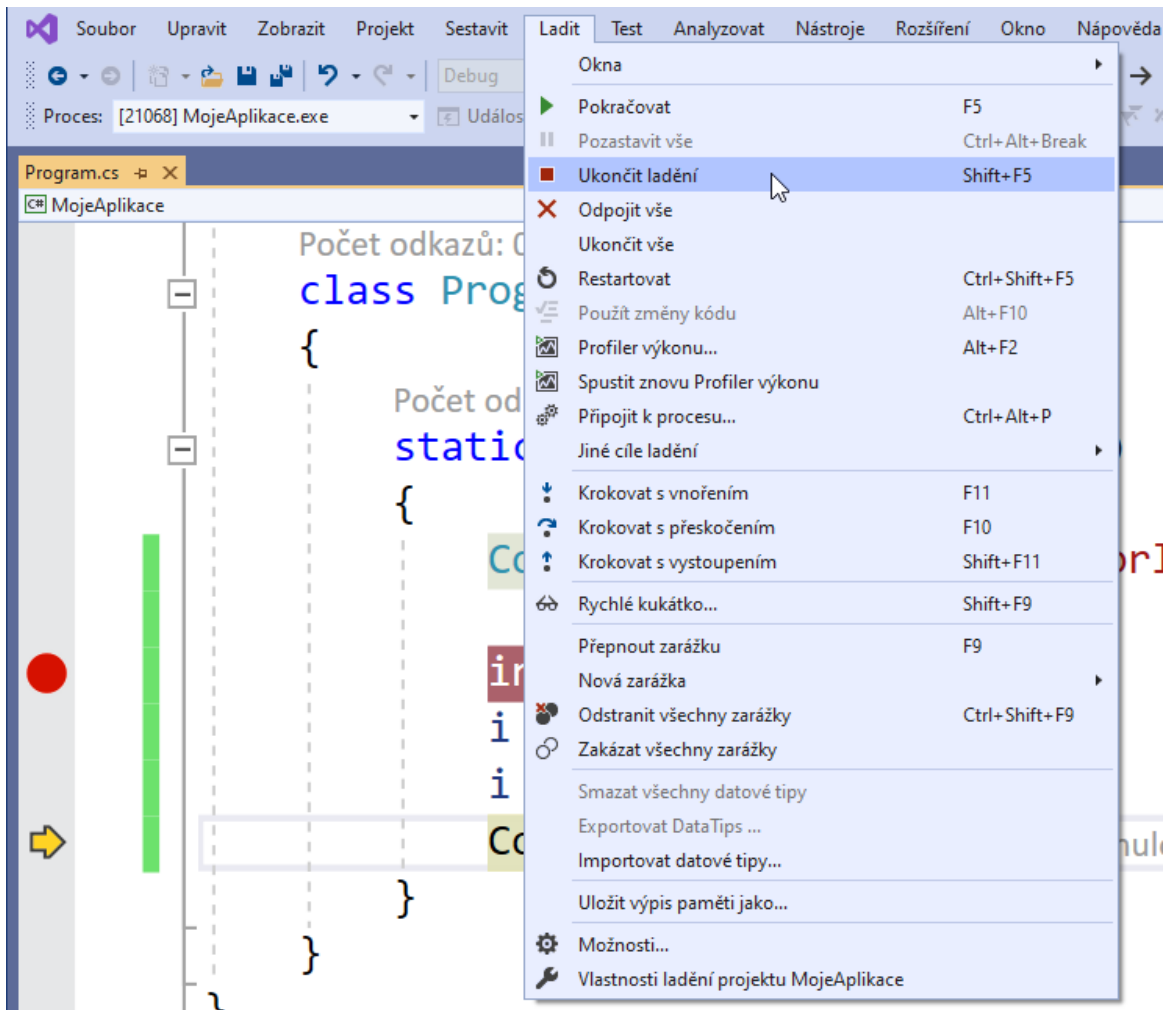 Soubor Upravit Zobrazit Projekt Sestavit Ladit Test Analyzovat Nástroje Rozšíření Okno Nápověda
Debug
Proces: [21068] MojeAplikace.exe
Program.cs
C# MojeAplikace
Počet odkazů:
class
{
Počet
static
{
i
i
}
}
}
Okna
Pokračovat F5
Pozastavit vše Ctrl+Alt+Break
Ukončit ladění Shift+F5
Odpojit vše
Ukončit vše
Restartovat Ctrl+Shift+F5
Použít změny kódu Alt+F10
Profiler výkonu... Alt+F2
Spustit znovu Profiler výkonu
Připojit k procesu... Ctrl+Alt+P
Jiné cíle ladění
Krokovat s vnořením F11
Krokovat s přeskočením F10
Krokovat s vystoupením Shift+F11
Rychlé kukátko... Shift+F9
Přepnout zarážku F9
Nová zarážka
Odstranit všechny zarážky Ctrl+Shift+F9
Zakázat všechny zarážky
Smazat všechny datové tipy
Exportovat DataTips ...
Importovat datové tipy...
Uložit výpis paměti jako...
Možnosti...
Vlastnosti ladění projektu MojeAplikace